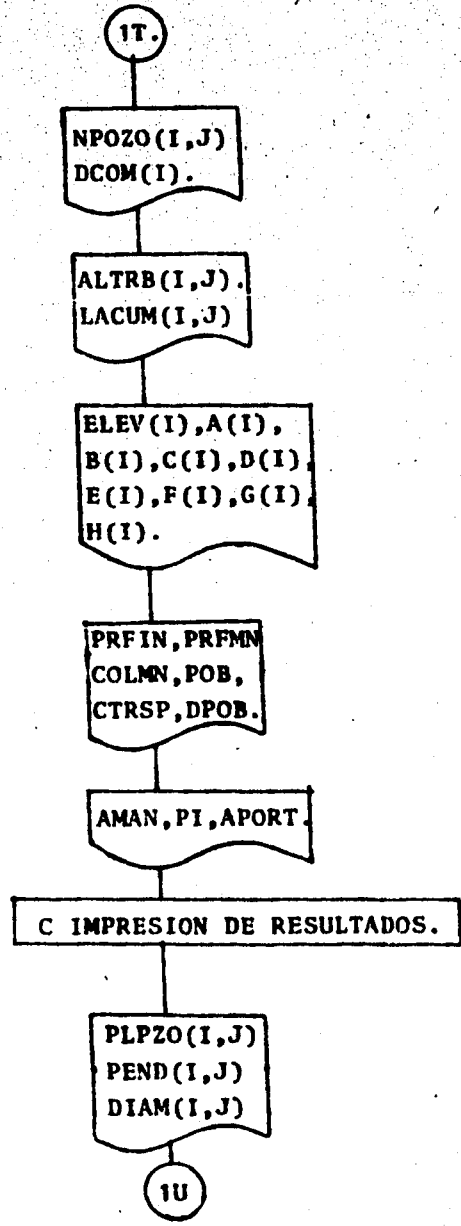 1T.
NPOZO(I,J)
DCOM(I).
ALTRB(I,J).
LACUM(I,J)
ELEV(I),A(I),
B(I),C(I),D(I),
E(I),F(I),G(I),
H(I).
PRFIN,PRFMN
COLMN,POB,
CTRSP,DPOB.
AMAN,PI,APORT.
C IMPRESION DE RESULTADOS.
PLPZO(I,J)
PEND(I,J)
DIAM(I,J)
1U